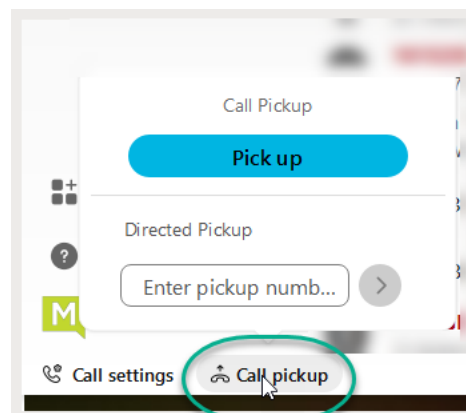 Call Pickup
Pick up
Directed Pickup
Enter pickup numb...
M
Call settings
Call pickup